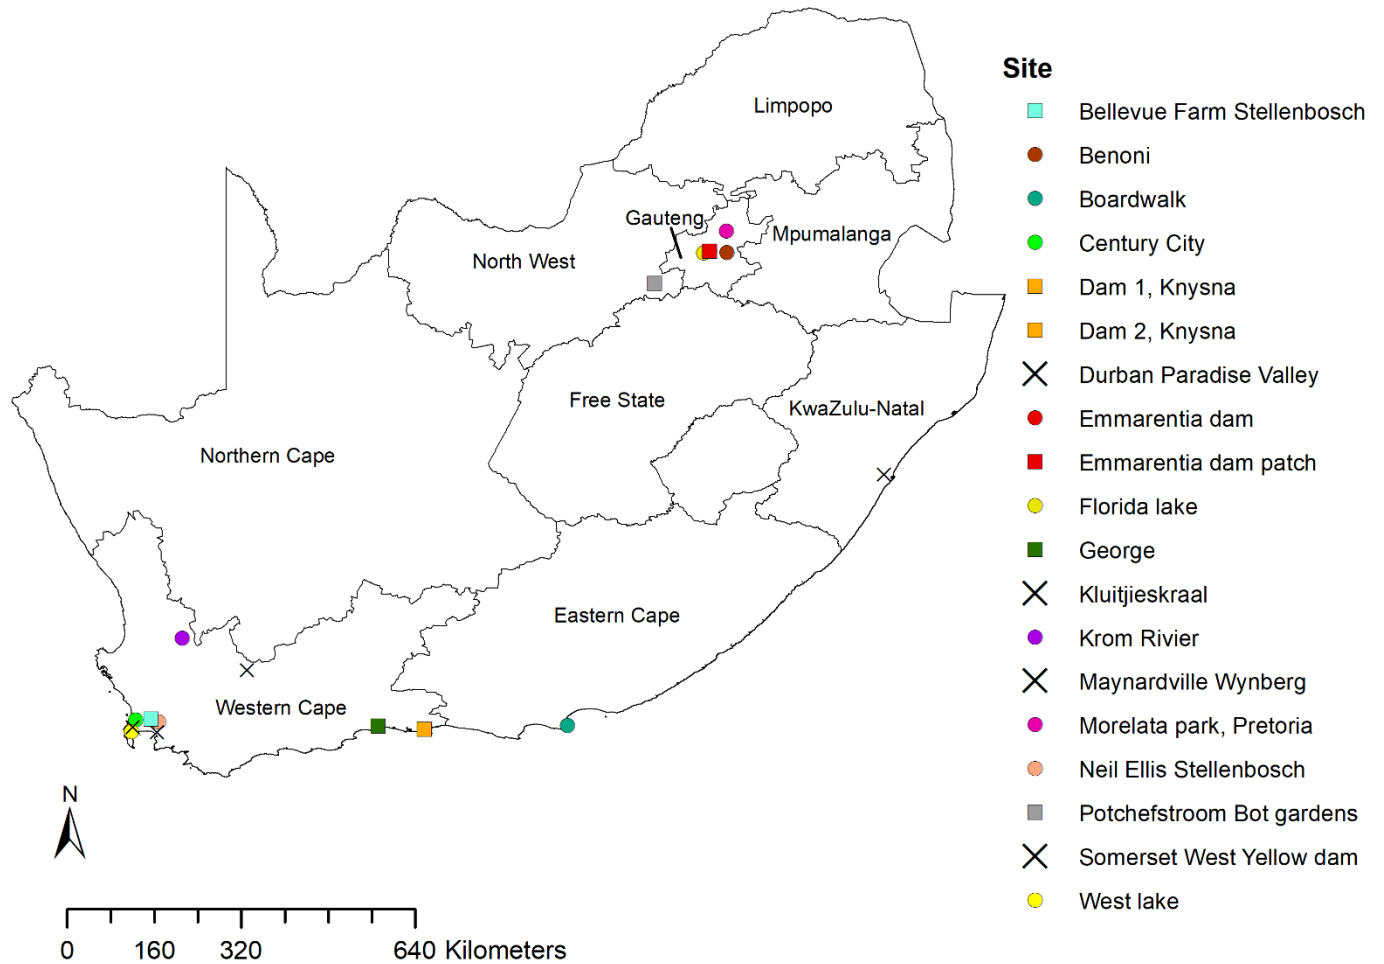 Site
Limpopo
Bellevue Farm Stellenbosch
Benoni
Boardwalk
Gauteng
Mpumalanga
Century City
North West
Dam 1, Knysna
Dam 2, Knysna
Durban Paradise Valley
Free State
KwaZulu-Natal
Emmarentia dam
Northern Cape
Emmarentia dam patch
Florida lake
George
Kluitjieskraal
Eastern Cape
Krom Rivier
Maynardville Wynberg
Western Cape
Morelata park, Pretoria
Neil Ellis Stellenbosch
N
Potchefstroom Bot gardens
Somerset West Yellow dam
West lake
0 160 320 640 Kilometers